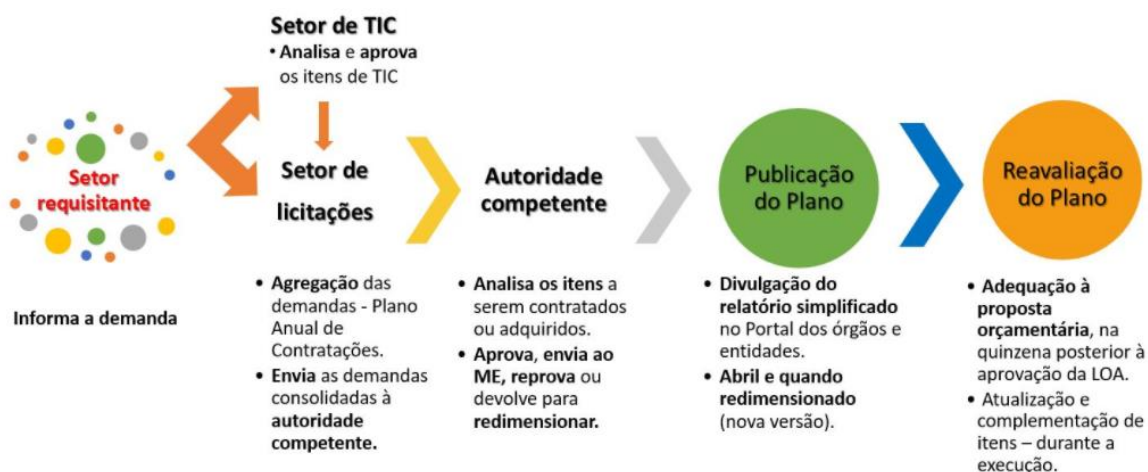 Setor
requisitante
Informa a demanda
Setor de TIC
• Analisa e aprova
os itens de TIC
Setor de
licitações
• Agregação das
demandas - Plano
Anual de
Contratações.
• Envia as demandas
consolidadas à
autoridade
competente.
Autoridade
competente
• Analisa os itens a
serem contratados
ou adquiridos.
• Aprova, envia ao
ME, reprova ou
devolve para
redimensionar.
Publicação
do Plano
• Divulgação do
relatório simplificado
no Portal dos órgãos e
entidades.
• Abril e quando
redimensionado
(nova versão).
Reavaliação
do Plano
• Adequação à
proposta
orçamentária, na
quinzena posterior à
aprovação da LOA.
• Atualização e
complementação de
itens – durante a
execução.